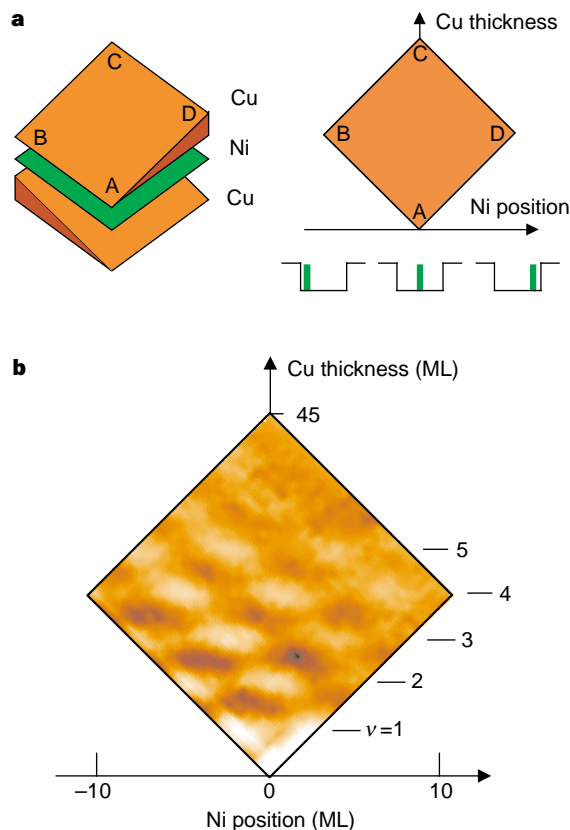 a
Cu thickness
C
B
D
A
Cu
Ni
Cu
C
B
D
A
Ni position
b
Cu thickness (ML)
45
5
4
3
2
ν=1
–10
0
10
Ni position (ML)